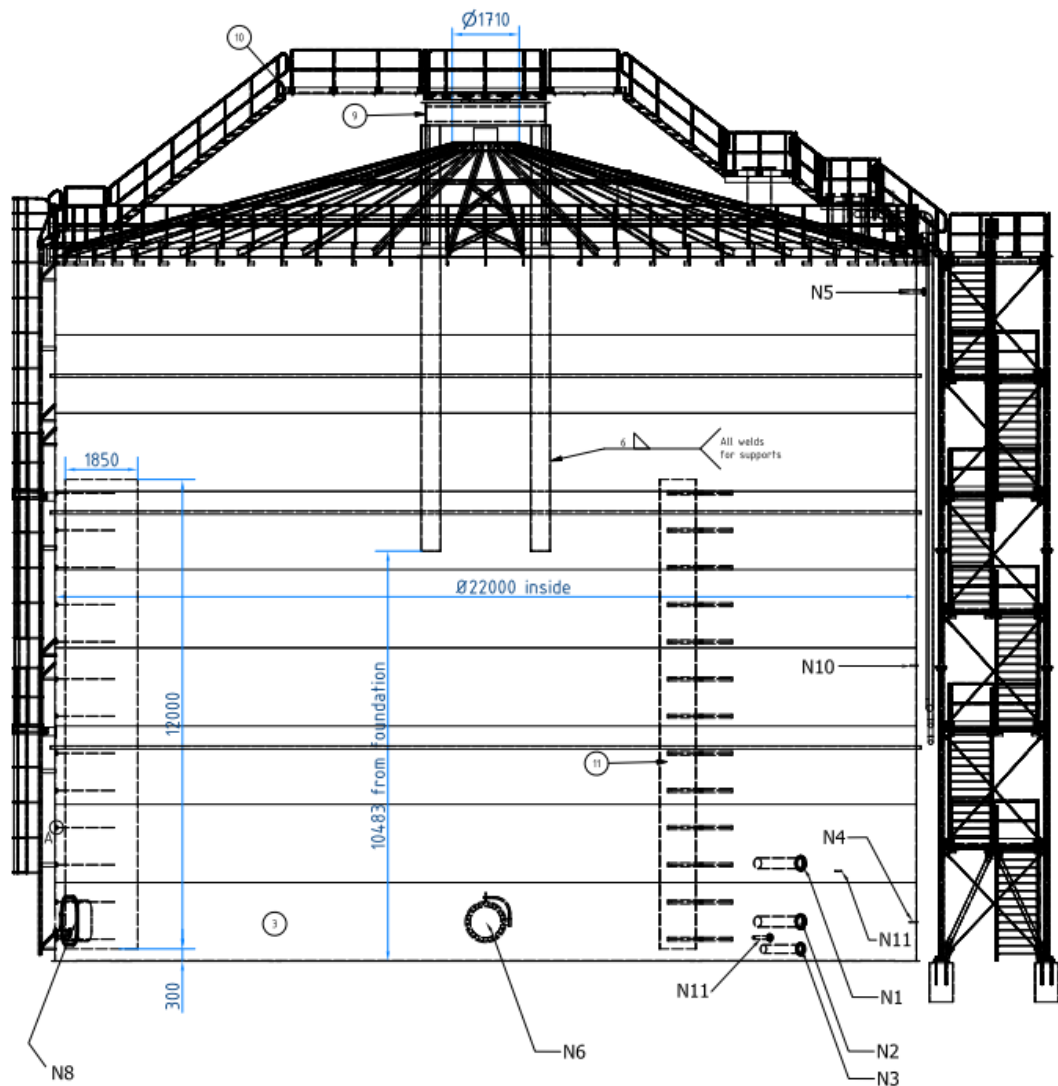 Ø1710
10
9
N5
6
All welds
for supports
1850
Ø22000 inside
N10
12000
10483 from foundation
11
A
N4
3
N11
N11
N1
300
N6
N2
N8
N3